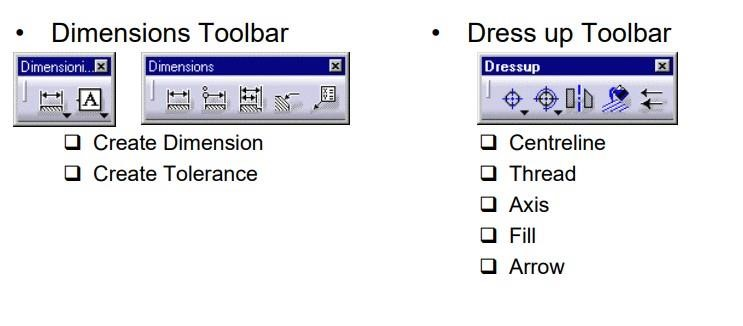 • Dimensions Toolbar
Dimensioni...
Dimensions
A
❑ Create Dimension
❑ Create Tolerance
• Dress up Toolbar
Dressup
❑ Centreline
❑ Thread
❑ Axis
❑ Fill
❑ Arrow